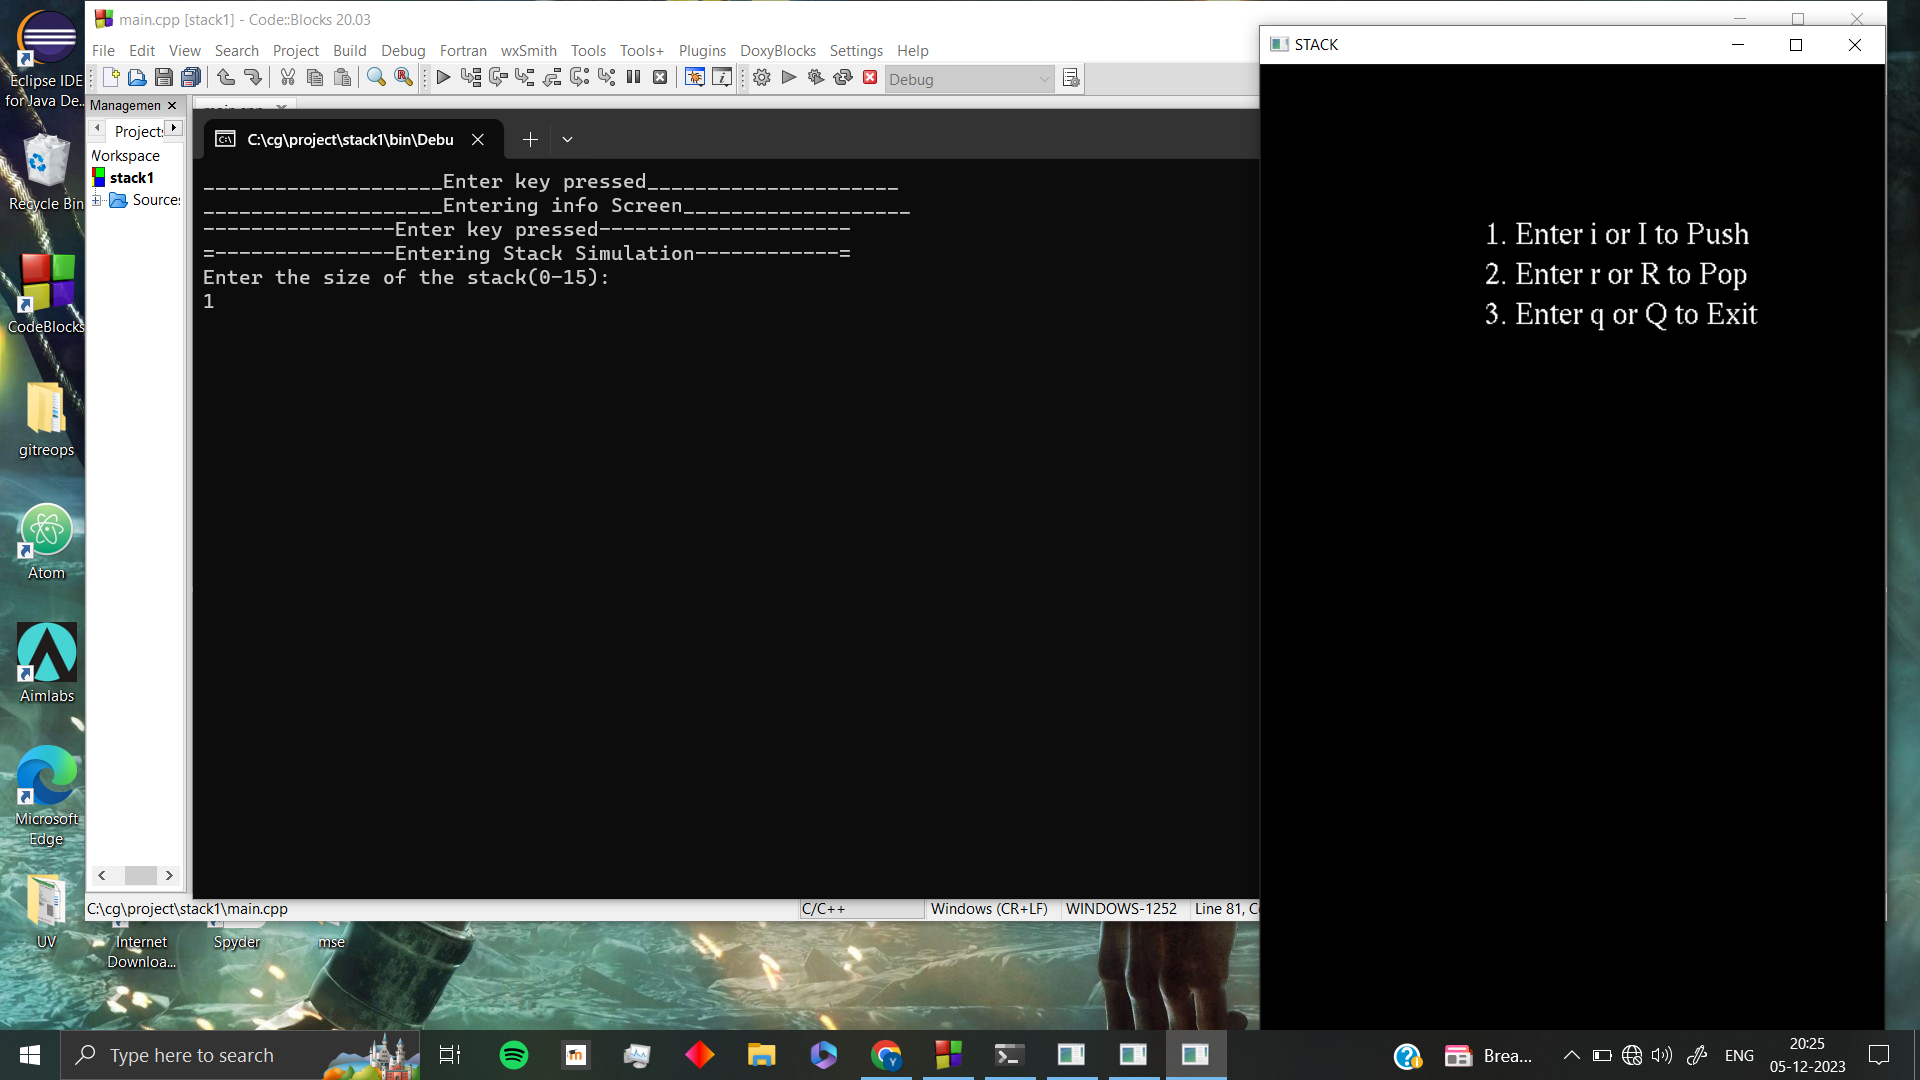 main.cpp [stack1] - Code::Blocks 20.03
File Edit View Search Project Build Debug Fortran wxSmith Tools Tools+ Plugins DoxyBlocks Settings Help
Debug
Managemen
Projects
Workspace
stack1
Sources
C:\cg\project\stack1\bin\Debu
____________________Enter key pressed_____________________
____________________Entering info Screen___________________
----------------Enter key pressed---------------------
=---------------Entering Stack Simulation------------=
Enter the size of the stack(0-15):
1
C:\cg\project\stack1\main.cpp
C/C++
Windows (CR+LF)
WINDOWS-1252
Line 81, C
STACK
1. Enter i or I to Push
2. Enter r or R to Pop
3. Enter q or Q to Exit
Eclipse IDE
for Java De...
Recycle Bin
CodeBlocks
gitreops
Atom
Aimlabs
Microsoft
Edge
UV
Internet
Downloa...
Spyder
mse
Type here to search
Brea...
ENG
20:25
05-12-2023